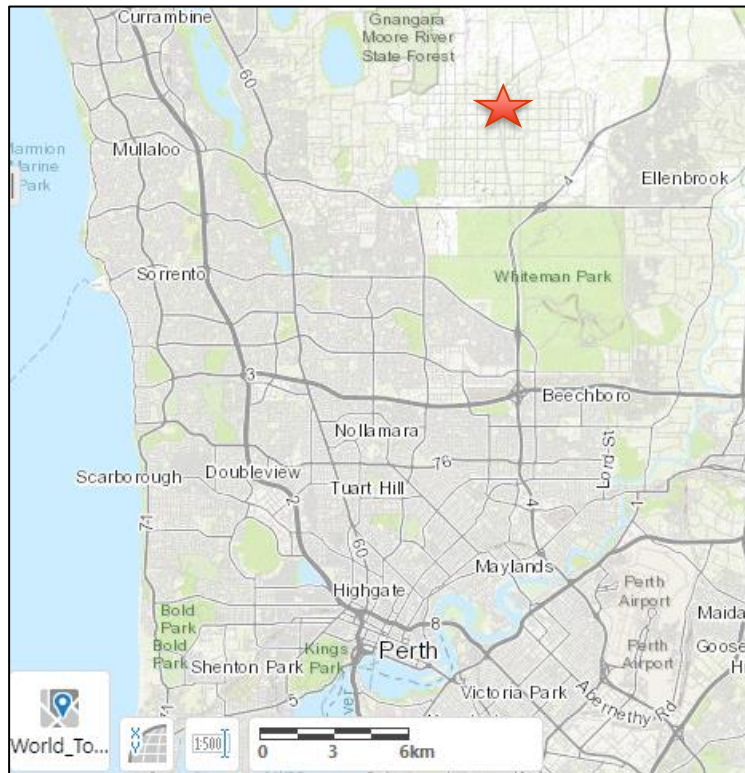 Currambine
Gnangara
Moore River
State Forest
60
Marmion
Marine
Park
Mullaloo
4
Ellenbrook
Sorrento
Whiteman Park
3
Beechboro
Nollamara
Lord St
Scarborough
Doubleview
76
Tuart Hill
2
4
1
71
60
Maylands
Highgate
Perth
Airport
Bold
Park
Bold
Park
8
Maida
Kings
Park
Perth
Perth
Airport
Goose
Shenton Park
Victoria Park
Abernethy Rd
5
71
World_To...
X
Y
1:500
0 3 6km